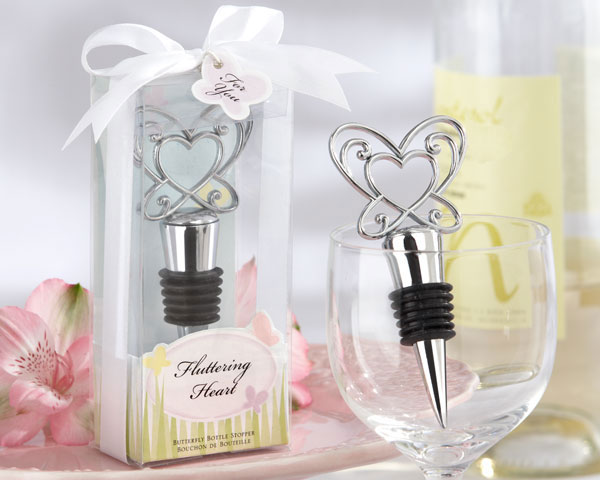 For
You
Fluttering
Heart
BUTTERFLY BOTTLE STOPPER
BOUCHON DE BOUTEILLE